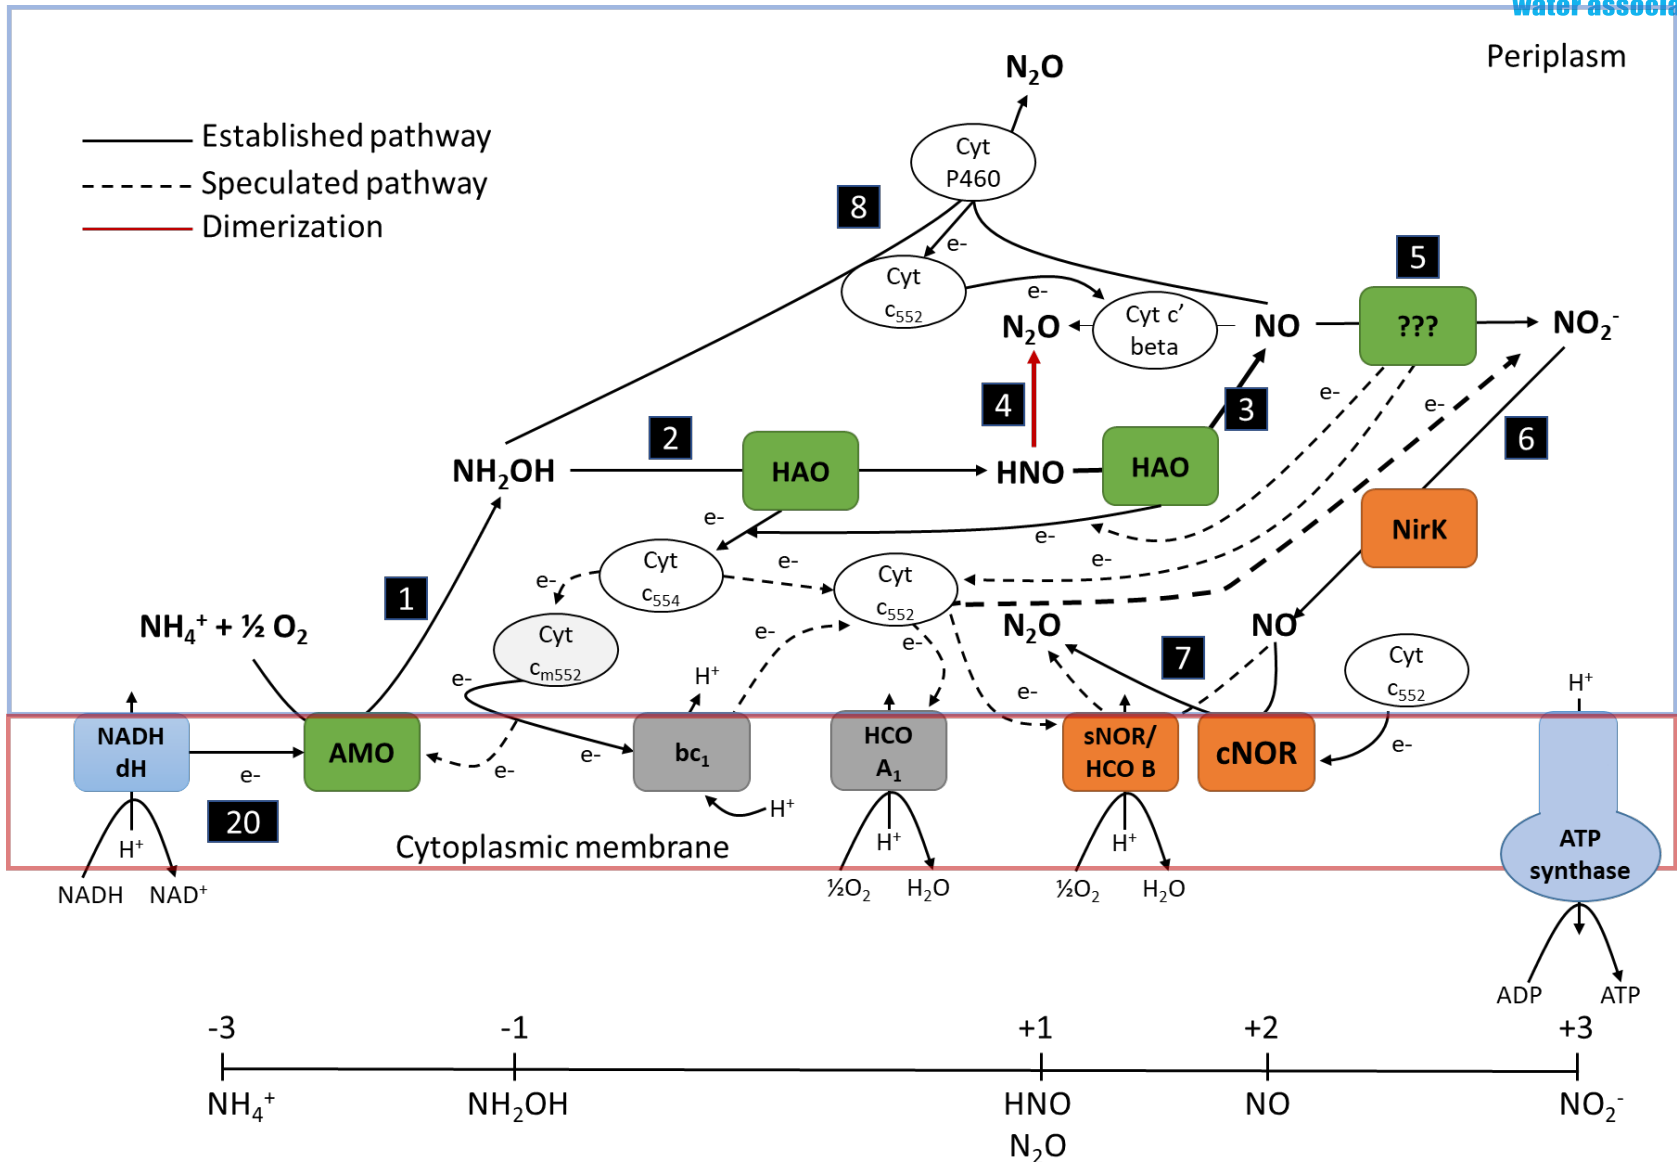 water associa
Periplasm
N₂O
Established pathway
Speculated pathway
Dimerization
Cyt
P460
8
e-
5
Cyt
c₅₅₂
e-
N₂O
Cyt c’
beta
NO
???
NO₂⁻
4
3
e-
e-
6
2
NH₂OH
HAO
HNO
HAO
NirK
e-
e-
Cyt
c₅₅₄
e-
e-
Cyt
c₅₅₂
e-
1
NH₄⁺ + ½ O₂
Cyt
cₘ₅₅₂
e-
e-
N₂O
7
NO
Cyt
c₅₅₂
e-
H⁺
e-
H⁺
NADH
dH
e-
AMO
e-
e-
bc₁
HCO
A₁
sNOR/
HCO B
cNOR
e-
20
H⁺
H⁺
H⁺
H⁺
Cytoplasmic membrane
ATP
synthase
NADH
NAD⁺
½O₂
H₂O
½O₂
H₂O
ADP
ATP
-3
-1
+1
+2
+3
NH₄⁺
NH₂OH
HNO
NO
NO₂⁻
N₂O